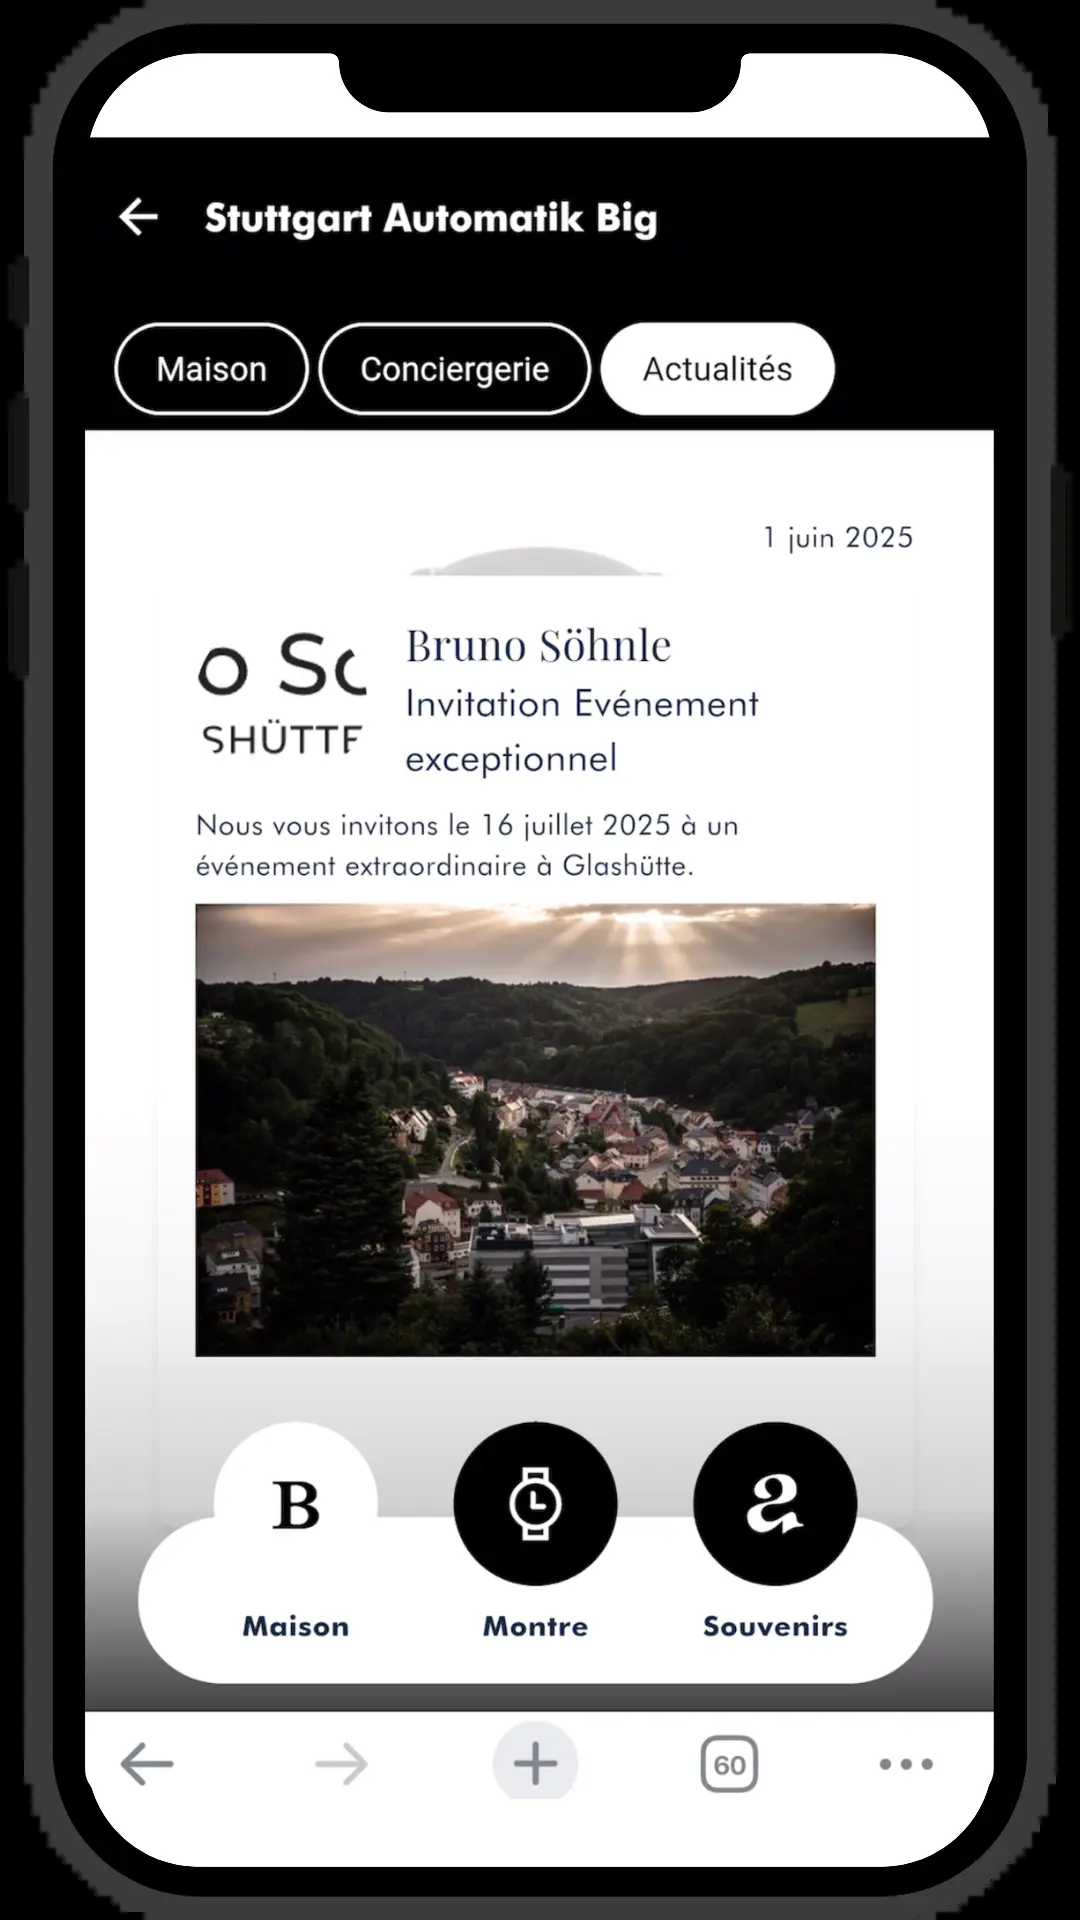 Stuttgart Automatik Big
Maison
Conciergerie
Actualités
1 juin 2025
o So
SHÜTTE
Bruno Söhnle
Invitation Evénement
exceptionnel
Nous vous invitons le 16 juillet 2025 à un
événement extraordinaire à Glashütte.
B
a
Maison
Montre
Souvenirs
60